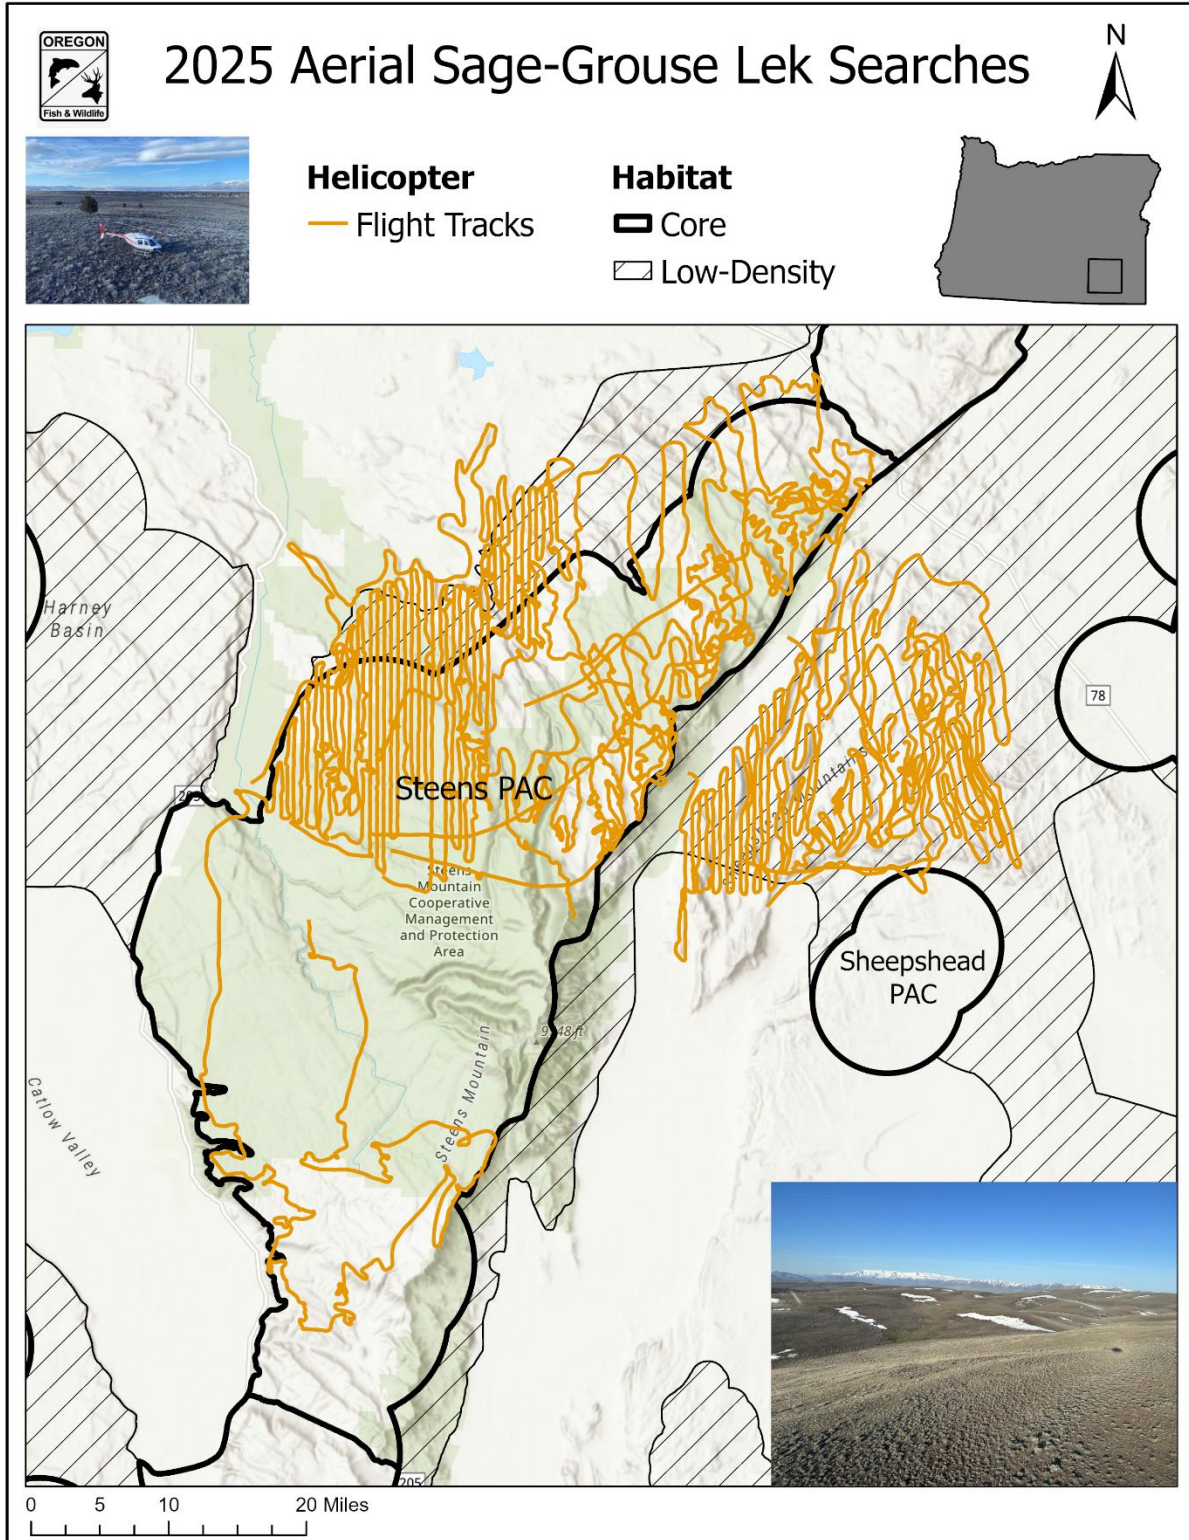 OREGON
Fish & Wildlife
2025 Aerial Sage-Grouse Lek Searches
N
Helicopter
Flight Tracks
Habitat
Core
Low-Density
Harney
Basin
78
Steens PAC
Steens
Mountain
Cooperative
Management
and Protection
Area
Sheepshead
PAC
Steens Mountain
Catlow Valley
Mountains
205
0 5 10 20 Miles